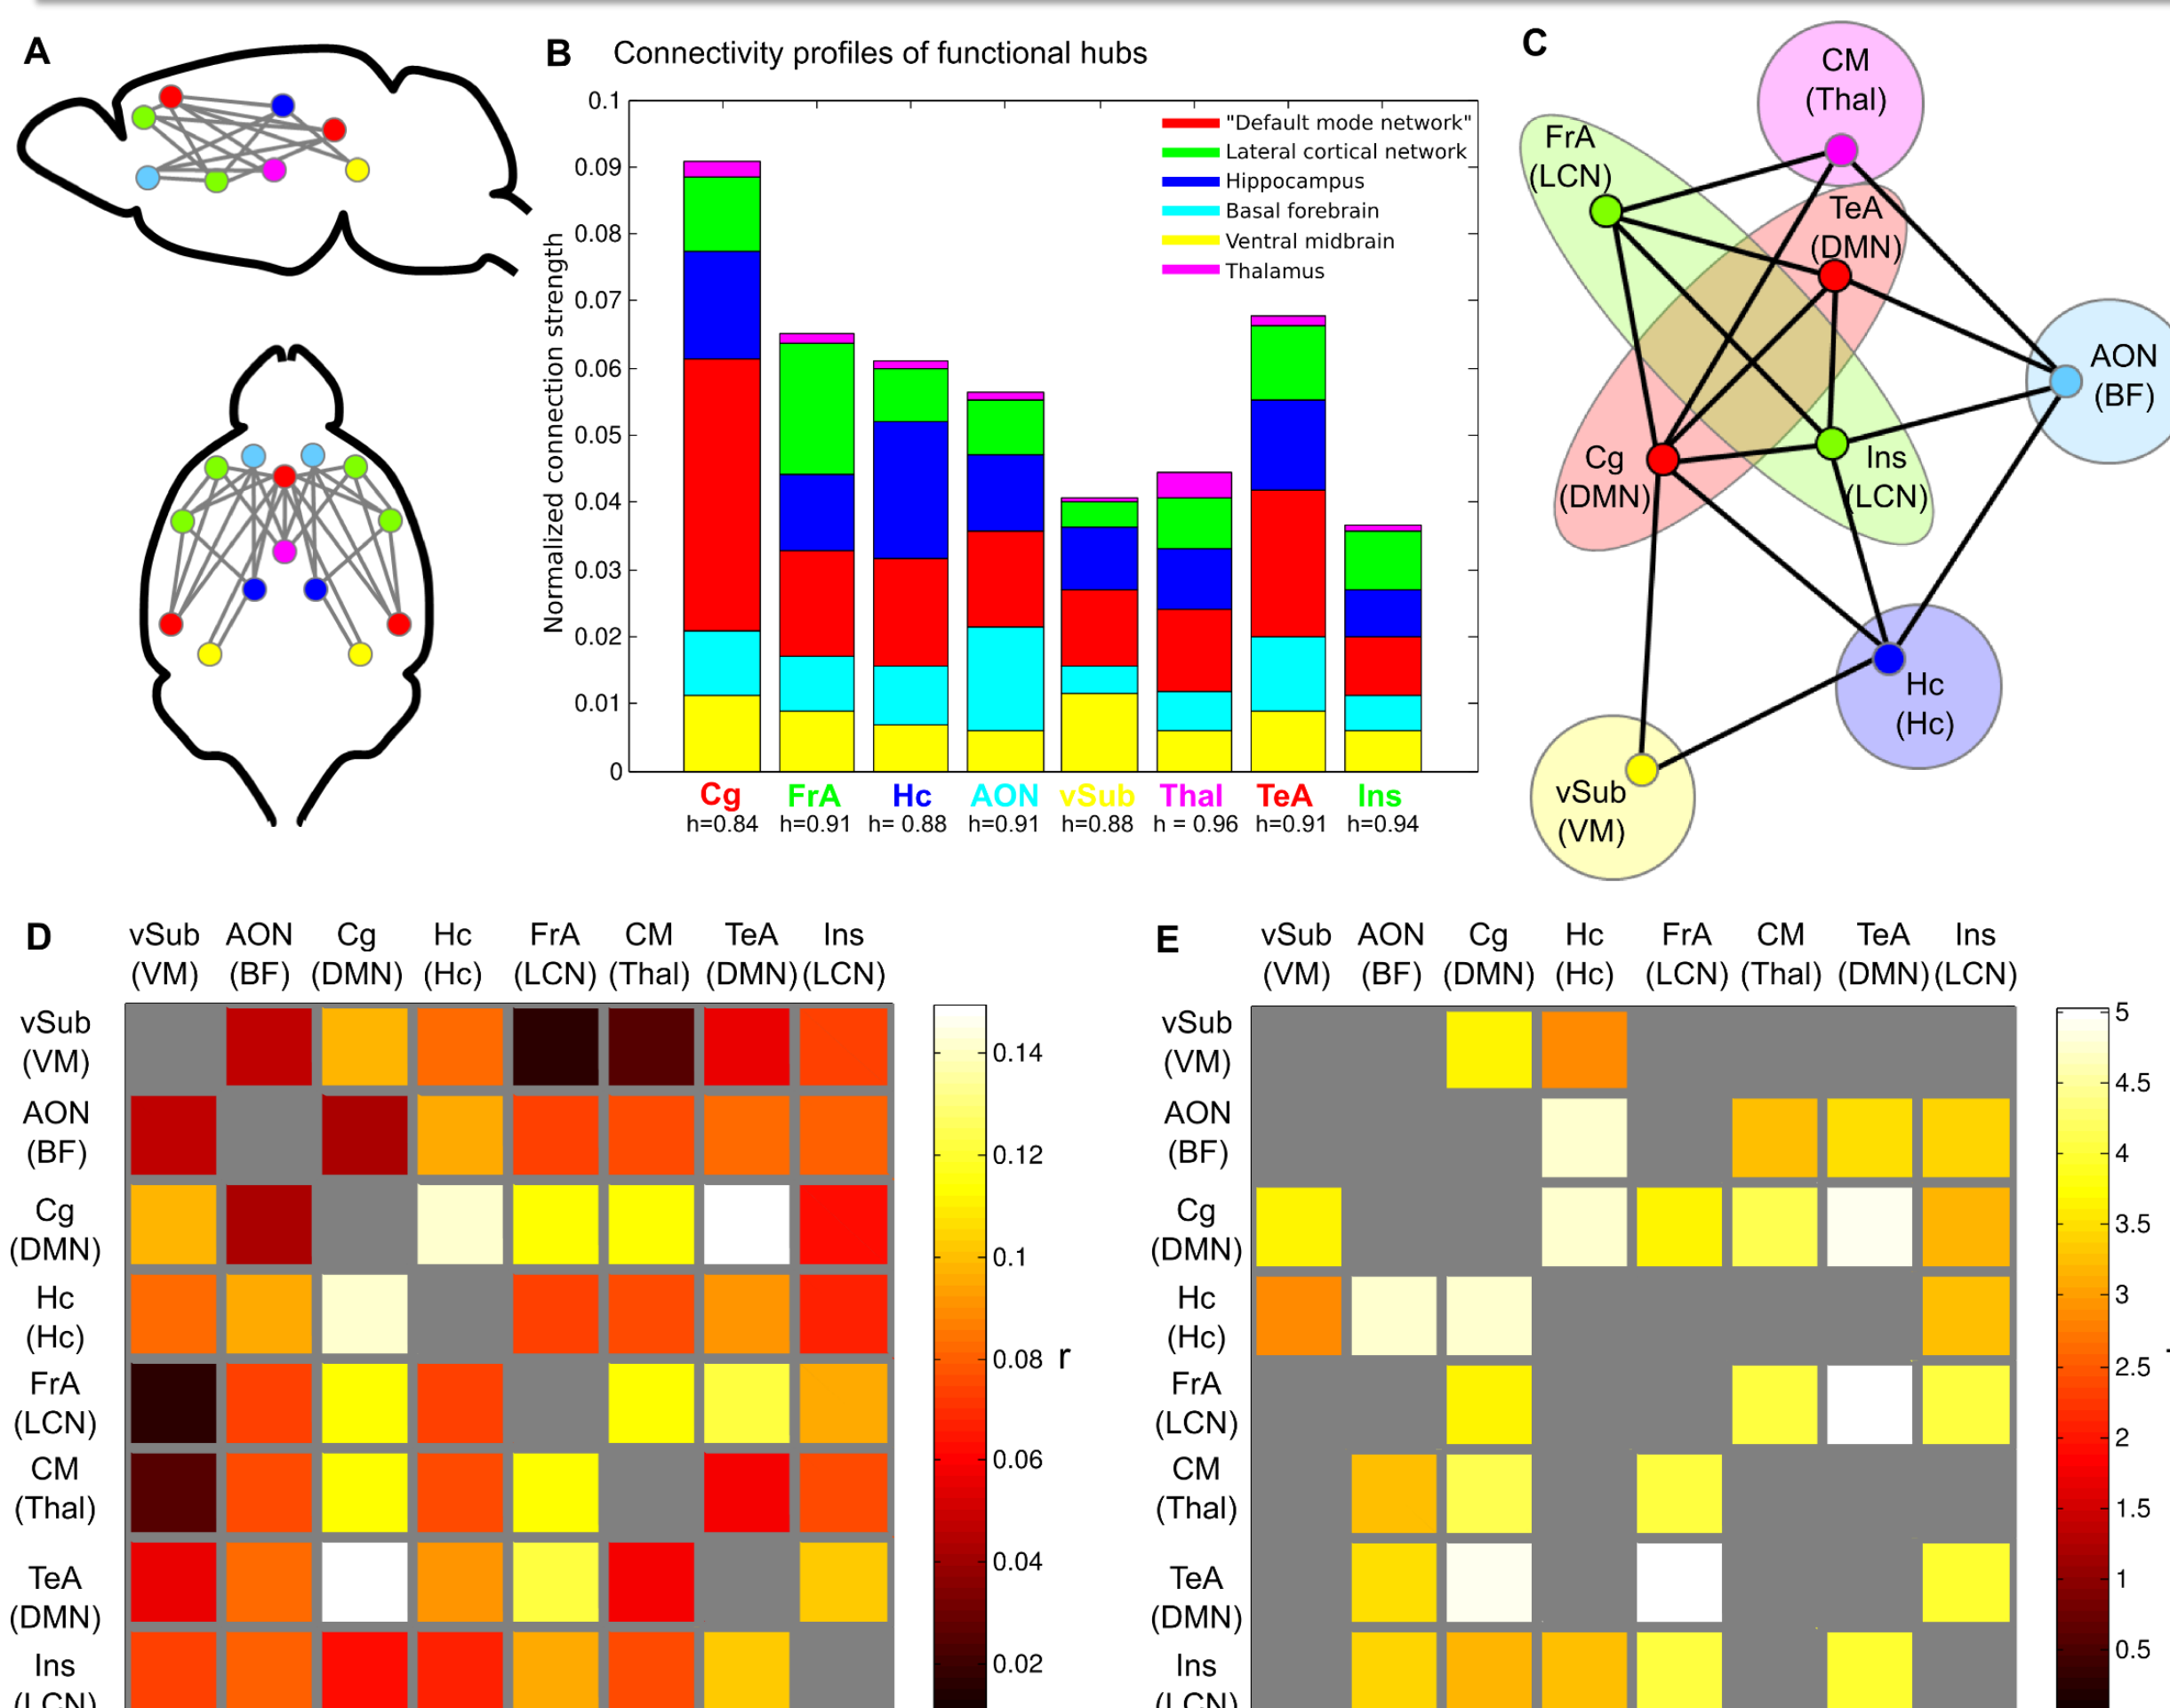 A
B Connectivity profiles of functional hubs
Normalized connection strength
0.1
0.09
0.08
0.07
0.06
0.05
0.04
0.03
0.02
0.01
0
"Default mode network"
Lateral cortical network
Hippocampus
Basal forebrain
Ventral midbrain
Thalamus
Cg FrA Hc AON vSub Thal TeA Ins
h=0.84 h=0.91 h= 0.88 h=0.91 h=0.88 h = 0.96 h=0.91 h=0.94
C
CM
(Thal)
FrA
(LCN)
TeA
(DMN)
AON
(BF)
Cg
(DMN)
Ins
(LCN)
Hc
(Hc)
vSub
(VM)
D
vSub AON Cg Hc FrA CM TeA Ins
(VM) (BF) (DMN) (Hc) (LCN) (Thal) (DMN) (LCN)
vSub
(VM)
AON
(BF)
Cg
(DMN)
Hc
(Hc)
FrA
(LCN)
CM
(Thal)
TeA
(DMN)
Ins
(LCN)
0.14
0.12
0.1
0.08 r
0.06
0.04
0.02
E
vSub AON Cg Hc FrA CM TeA Ins
(VM) (BF) (DMN) (Hc) (LCN) (Thal) (DMN) (LCN)
vSub
(VM)
AON
(BF)
Cg
(DMN)
Hc
(Hc)
FrA
(LCN)
CM
(Thal)
TeA
(DMN)
Ins
(LCN)
5
4.5
4
3.5
3
2.5
2
1.5
1
0.5